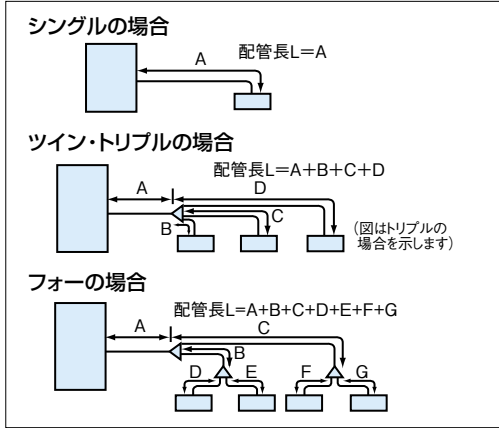 シングルの場合
配管長L=A
A
ツイン・トリプルの場合
配管長L=A+B+C+D
A
D
C
B
(図はトリプルの
場合を示します)
フォーの場合
配管長L=A+B+C+D+E+F+G
A
C
B
D
E
F
G